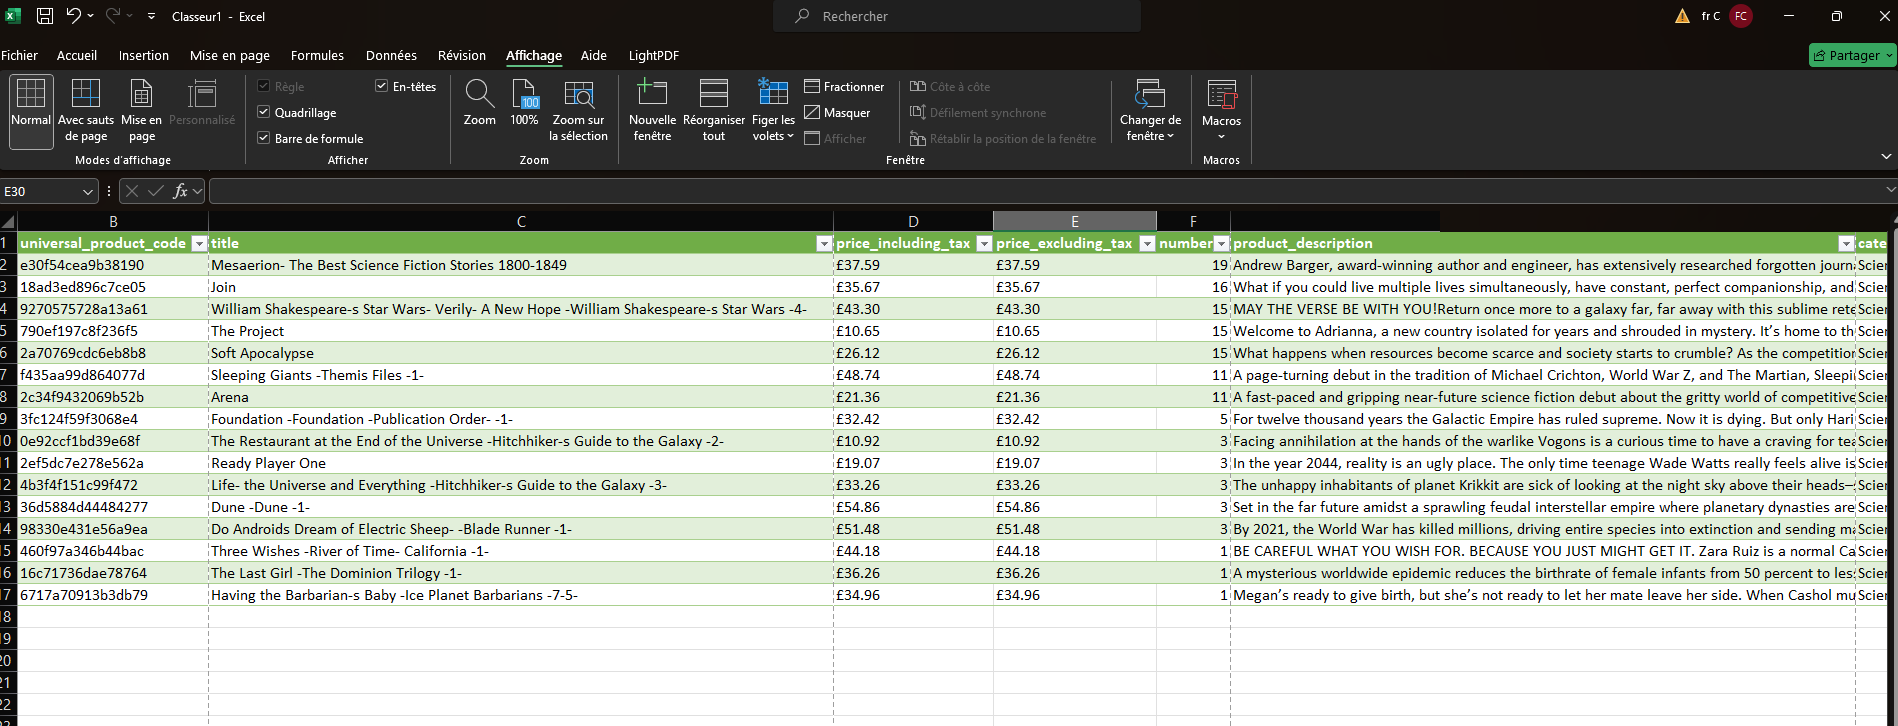 Classeur1 - Excel
Rechercher
fr C FC
Fichier Accueil Insertion Mise en page Formules Données Révision Affichage Aide LightPDF
Partager
Normal
Avec sauts de page
Mise en page
Personnalisé
Modes d'affichage
Règle
En-têtes
Quadrillage
Barre de formule
Afficher
Zoom
100
100%
Zoom sur la sélection
Zoom
Nouvelle fenêtre
Réorganiser tout
Figer les volets
Fractionner
Masquer
Afficher
Côte à côte
Défilement synchrone
Rétablir la position de la fenêtre
Changer de fenêtre
Fenêtre
Macros
Macros
E30 fx
B C D E F
1 universal_product_code title price_including_tax price_excluding_tax number product_description cate
2 e30f54cea9b38190 Mesaerion- The Best Science Fiction Stories 1800-1849 £37.59 £37.59 19 Andrew Barger, award-winning author and engineer, has extensively researched forgotten journ Scier
3 18ad3ed896c7ce05 Join £35.67 £35.67 16 What if you could live multiple lives simultaneously, have constant, perfect companionship, and Scier
4 9270575728a13a61 William Shakespeare-s Star Wars- Verily- A New Hope -William Shakespeare-s Star Wars -4- £43.30 £43.30 15 MAY THE VERSE BE WITH YOU!Return once more to a galaxy far, far away with this sublime rete Scier
5 790ef197c8f236f5 The Project £10.65 £10.65 15 Welcome to Adrianna, a new country isolated for years and shrouded in mystery. It’s home to th Scier
6 2a70769cdc6eb8b8 Soft Apocalypse £26.12 £26.12 15 What happens when resources become scarce and society starts to crumble? As the competition Scier
7 f435aa99d864077d Sleeping Giants -Themis Files -1- £48.74 £48.74 11 A page-turning debut in the tradition of Michael Crichton, World War Z, and The Martian, Sleepi Scier
8 2c34f9432069b52b Arena £21.36 £21.36 11 A fast-paced and gripping near-future science fiction debut about the gritty world of competitive Scier
9 3fc124f59f3068e4 Foundation -Foundation -Publication Order- -1- £32.42 £32.42 5 For twelve thousand years the Galactic Empire has ruled supreme. Now it is dying. But only Hari Scier
10 0e92ccf1bd39e68f The Restaurant at the End of the Universe -Hitchhiker-s Guide to the Galaxy -2- £10.92 £10.92 3 Facing annihilation at the hands of the warlike Vogons is a curious time to have a craving for tea Scier
11 2ef5dc7e278e562a Ready Player One £19.07 £19.07 3 In the year 2044, reality is an ugly place. The only time teenage Wade Watts really feels alive is Scier
12 4b3f4f151c99f472 Life- the Universe and Everything -Hitchhiker-s Guide to the Galaxy -3- £33.26 £33.26 3 The unhappy inhabitants of planet Krikkit are sick of looking at the night sky above their heads– Scier
13 36d5884d44484277 Dune -Dune -1- £54.86 £54.86 3 Set in the far future amidst a sprawling feudal interstellar empire where planetary dynasties are Scier
14 98330e431e56a9ea Do Androids Dream of Electric Sheep- -Blade Runner -1- £51.48 £51.48 3 By 2021, the World War has killed millions, driving entire species into extinction and sending m Scier
15 460f97a346b44bac Three Wishes -River of Time- California -1- £44.18 £44.18 1 BE CAREFUL WHAT YOU WISH FOR. BECAUSE YOU JUST MIGHT GET IT. Zara Ruiz is a normal Ca Scier
16 16c71736dae78764 The Last Girl -The Dominion Trilogy -1- £36.26 £36.26 1 A mysterious worldwide epidemic reduces the birthrate of female infants from 50 percent to les Scier
17 6717a70913b3db79 Having the Barbarian-s Baby -Ice Planet Barbarians -7-5- £34.96 £34.96 1 Megan’s ready to give birth, but she’s not ready to let her mate leave her side. When Cashol mu Scier
18
19
20
21
22